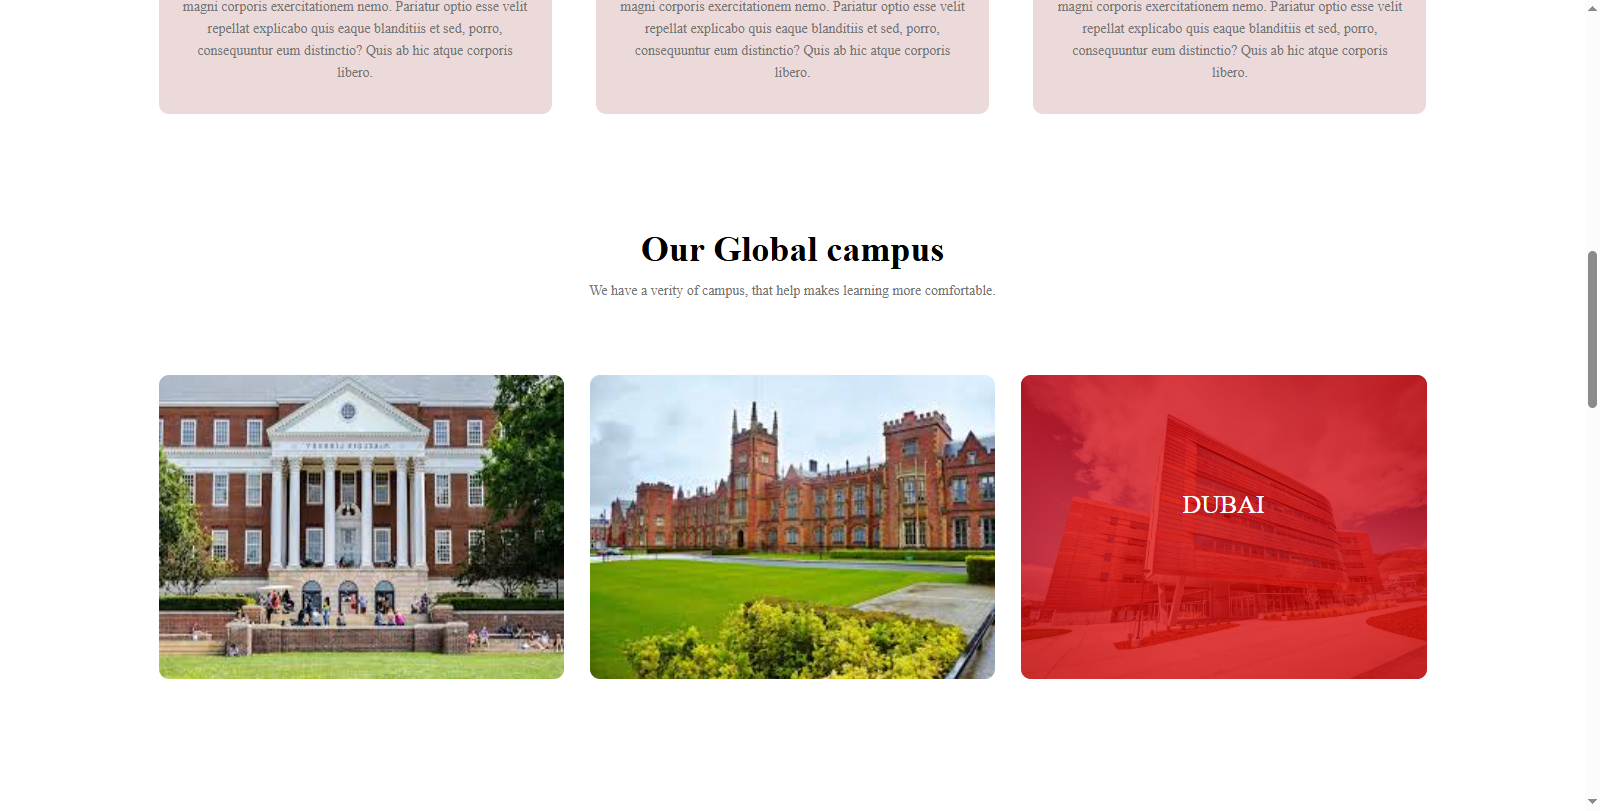 magni corporis exercitationem nemo. Pariatur optio esse velit
repellat explicabo quis eaque blanditiis et sed, porro,
consequuntur eum distinctio? Quis ab hic atque corporis
libero.
magni corporis exercitationem nemo. Pariatur optio esse velit
repellat explicabo quis eaque blanditiis et sed, porro,
consequuntur eum distinctio? Quis ab hic atque corporis
libero.
magni corporis exercitationem nemo. Pariatur optio esse velit
repellat explicabo quis eaque blanditiis et sed, porro,
consequuntur eum distinctio? Quis ab hic atque corporis
libero.
Our Global campus
We have a verity of campus, that help makes learning more comfortable.
DUBAI